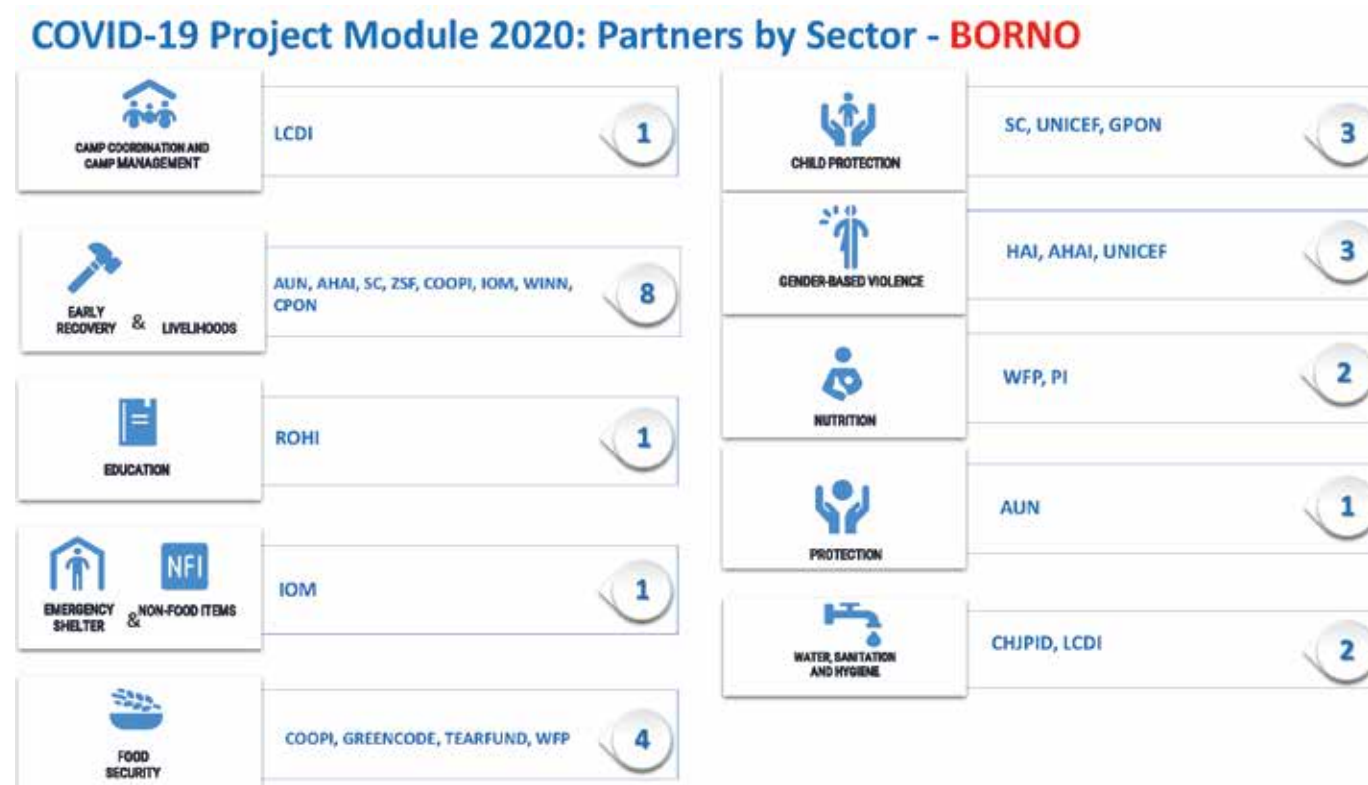 COVID-19 Project Module 2020: Partners by Sector - BORNO
CAMP COORDINATION AND
CAMP MANAGEMENT
LCDI
1
EARLY
RECOVERY & LIVELIHOODS
AUN, AHAI, SC, ZSF, COOPI, IOM, WINN,
CPON
8
EDUCATION
ROHI
1
NFI
EMERGENCY
SHELTER & NON-FOOD ITEMS
IOM
1
FOOD
SECURITY
COOPI, GREENCODE, TEARFUND, WFP
4
CHILD PROTECTION
SC, UNICEF, GPON
3
GENDER-BASED VIOLENCE
HAI, AHAI, UNICEF
3
NUTRITION
WFP, PI
2
PROTECTION
AUN
1
WATER, SANITATION
AND HYGIENE
CHJPID, LCDI
2